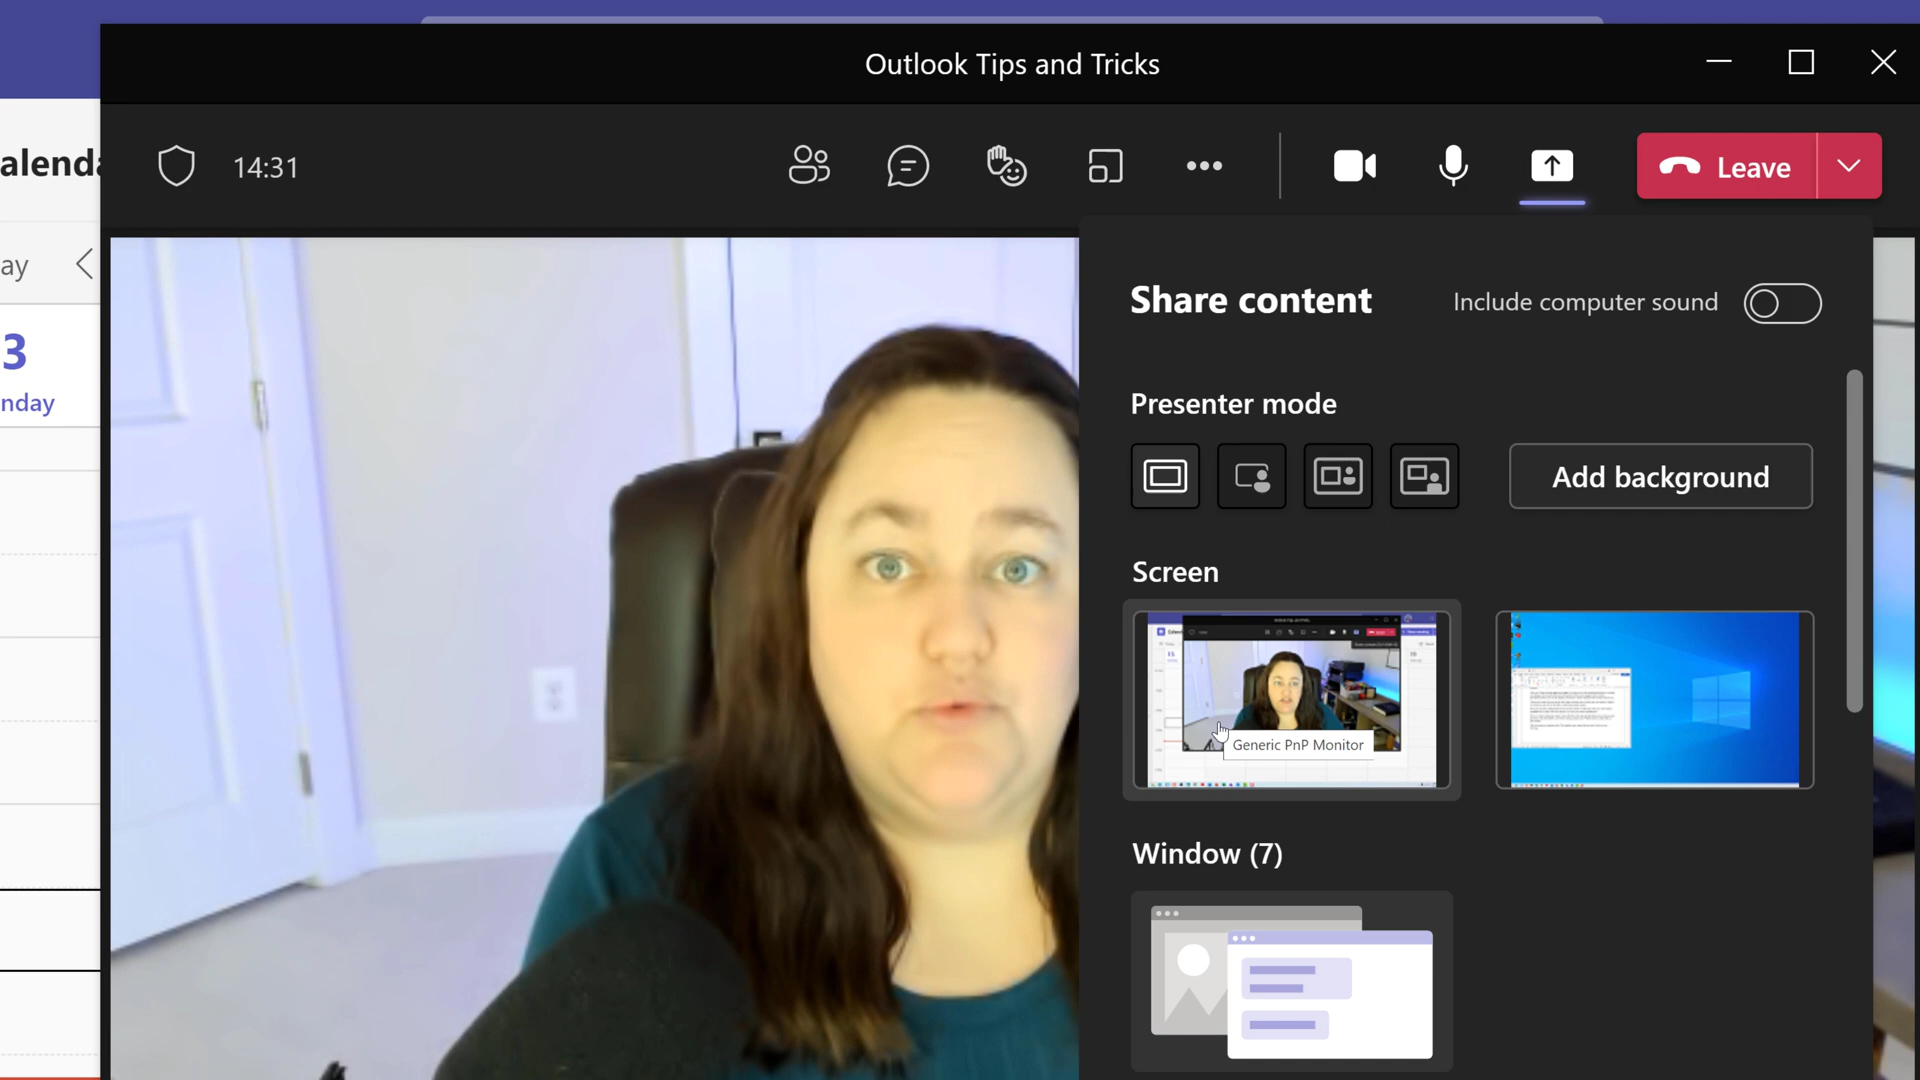 Outlook Tips and Tricks
alenda
14:31
Leave
ay
Share content
Include computer sound
3
nday
Presenter mode
Add background
Screen
Generic PnP Monitor
Window (7)